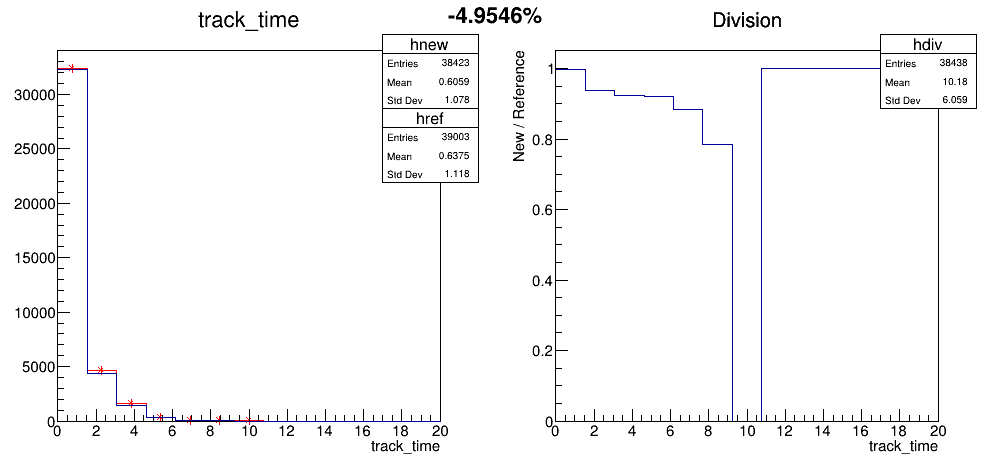 -4.9546%
track_time
hnew
Entries 38423
Mean 0.6059
Std Dev 1.078
href
Entries 39003
Mean 0.6375
Std Dev 1.118
30000
25000
20000
15000
10000
5000
0
0 2 4 6 8 10 12 14 16 18 20
track_time
Division
hdiv
Entries 38438
Mean 10.18
Std Dev 6.059
New / Reference
1
0.8
0.6
0.4
0.2
0
0 2 4 6 8 10 12 14 16 18 20
track_time